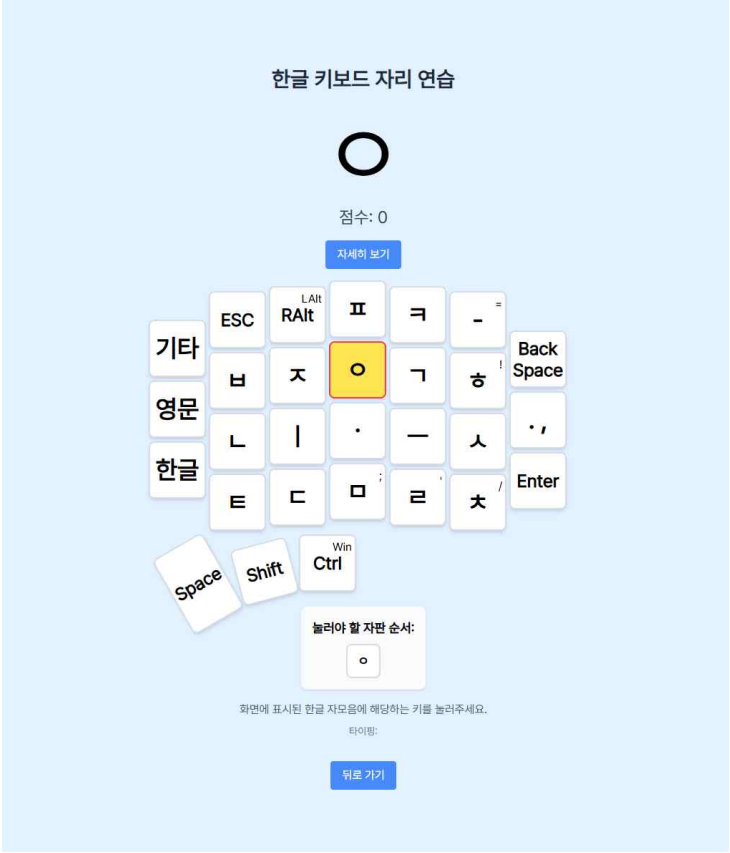 한글 키보드 자리 연습
ㅇ
점수: 0
자세히 보기
기타 ESC LAlt RAlt ㅍ ㅋ = - Back Space
영문 ㅂ ㅈ ㅇ ㄱ ! ㅎ . ,
한글 ㄴ ㅣ · ㅡ ㅅ Enter
ㅌ ㄷ ; ㅁ ' ㄹ / ㅊ
Space Shift Win Ctrl
눌러야 할 자판 순서:
ㅇ
화면에 표시된 한글 자모음에 해당하는 키를 눌러주세요.
타이핑:
뒤로 가기